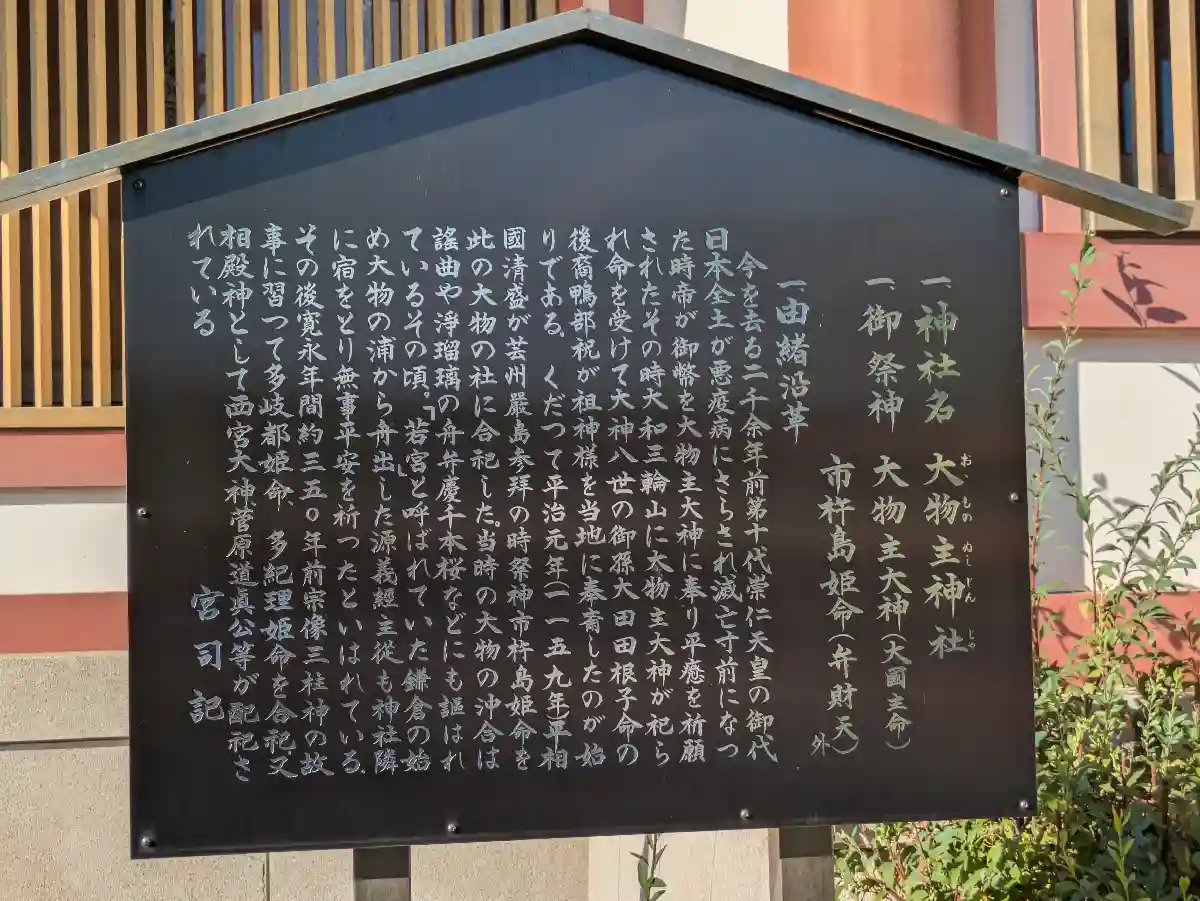 一、神社名 大物主神社
おゝものぬしじんじゃ
一、御祭神 大物主大神(大國主命)
市杵島姫命(弁財天)
外
一、由緒沿革
今を去る二千余年前第十代崇仁天皇の御代
日本全土が悪疫病にさらされ滅亡寸前になっ
た時帝が御幣を大物主大神に奉り平癒を祈願
されたその時大和三輪山に大物主大神が祀ら
れ命を受けて大神八世の御孫大田田根子命の
後裔鴨部祝が祖神様を当地に奉斎したのが始
りである、くだつて平治元年(一一五九年)平相
國清盛が芸州厳島参拜の時祭神市杵島姫命を
此の大物の社に合祀した。当時の大物の沖合は
謠曲や淨瑠璃の舟弁慶千本桜などにも謳はれ
ているその頃。「若宮」と呼ばれていた鎌倉の始
め大物の浦から舟出した源義經主従も神社隣
に宿をとり無事平安を祈ったといはれている.
その後寛永年間約三五〇年前宗像三社神の故
事に習つて多岐都姫命、多紀理姫命を合祀又
相殿神として西宮大神菅原道眞公等が配祀さ
れている
宮司記